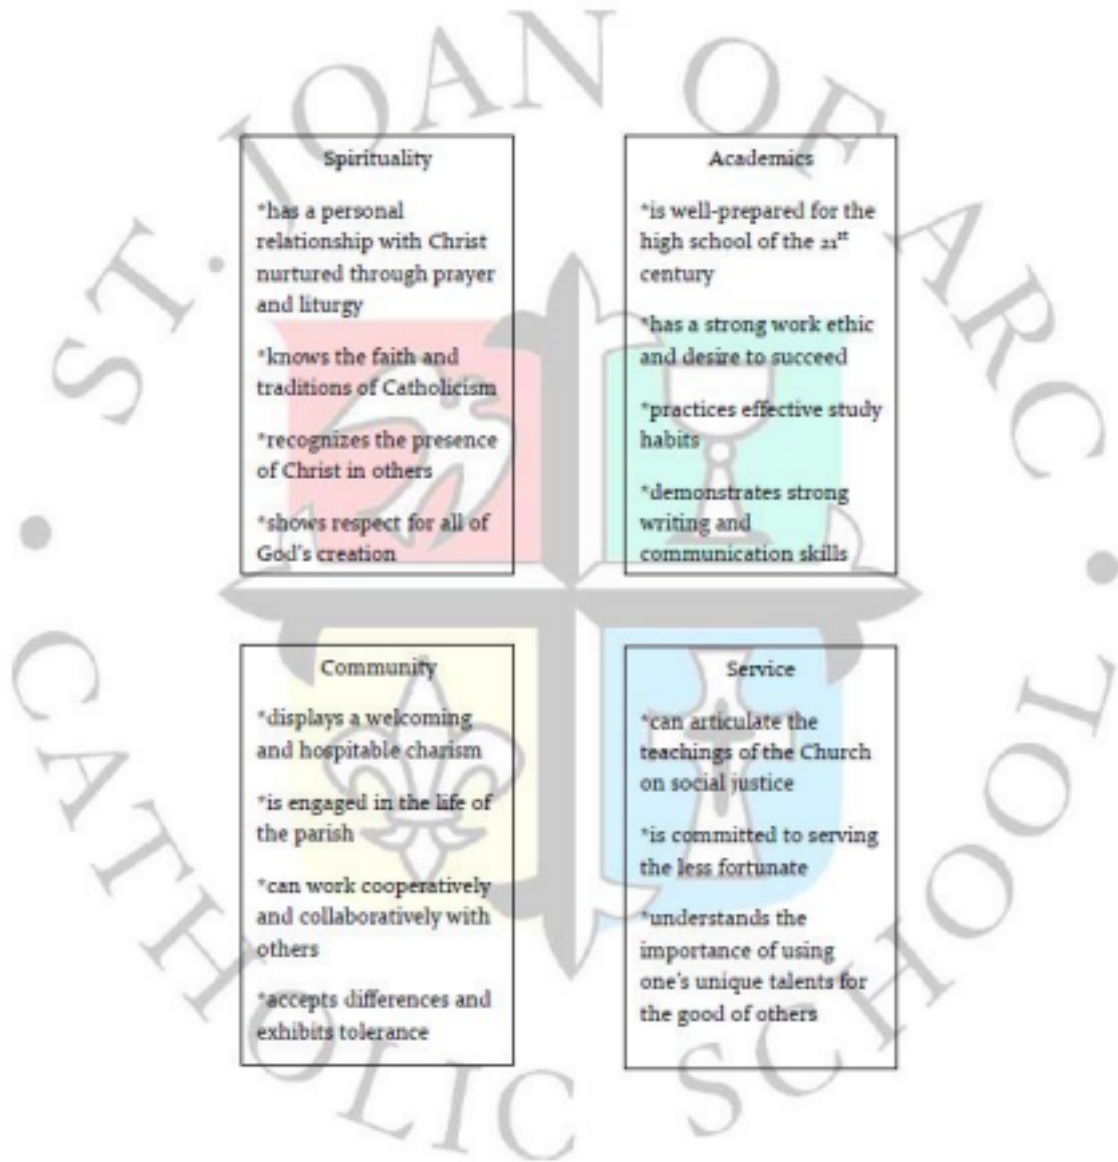 ST. JOAN OF ARC
Spirituality
*has a personal
relationship with Christ
nurtured through prayer
and liturgy
*knows the faith and
traditions of Catholicism
*recognizes the presence
of Christ in others
*shows respect for all of
God's creation
Academics
*is well-prepared for the
high school of the 21st
century
*has a strong work ethic
and desire to succeed
*practices effective study
habits
*demonstrates strong
writing and
communication skills
Community
*displays a welcoming
and hospitable charism
*is engaged in the life of
the parish
*can work cooperatively
and collaboratively with
others
*accepts differences and
exhibits tolerance
Service
*can articulate the
teachings of the Church
on social justice
*is committed to serving
the less fortunate
*understands the
importance of using
one's unique talents for
the good of others
• CATHOLIC SCHOOL •